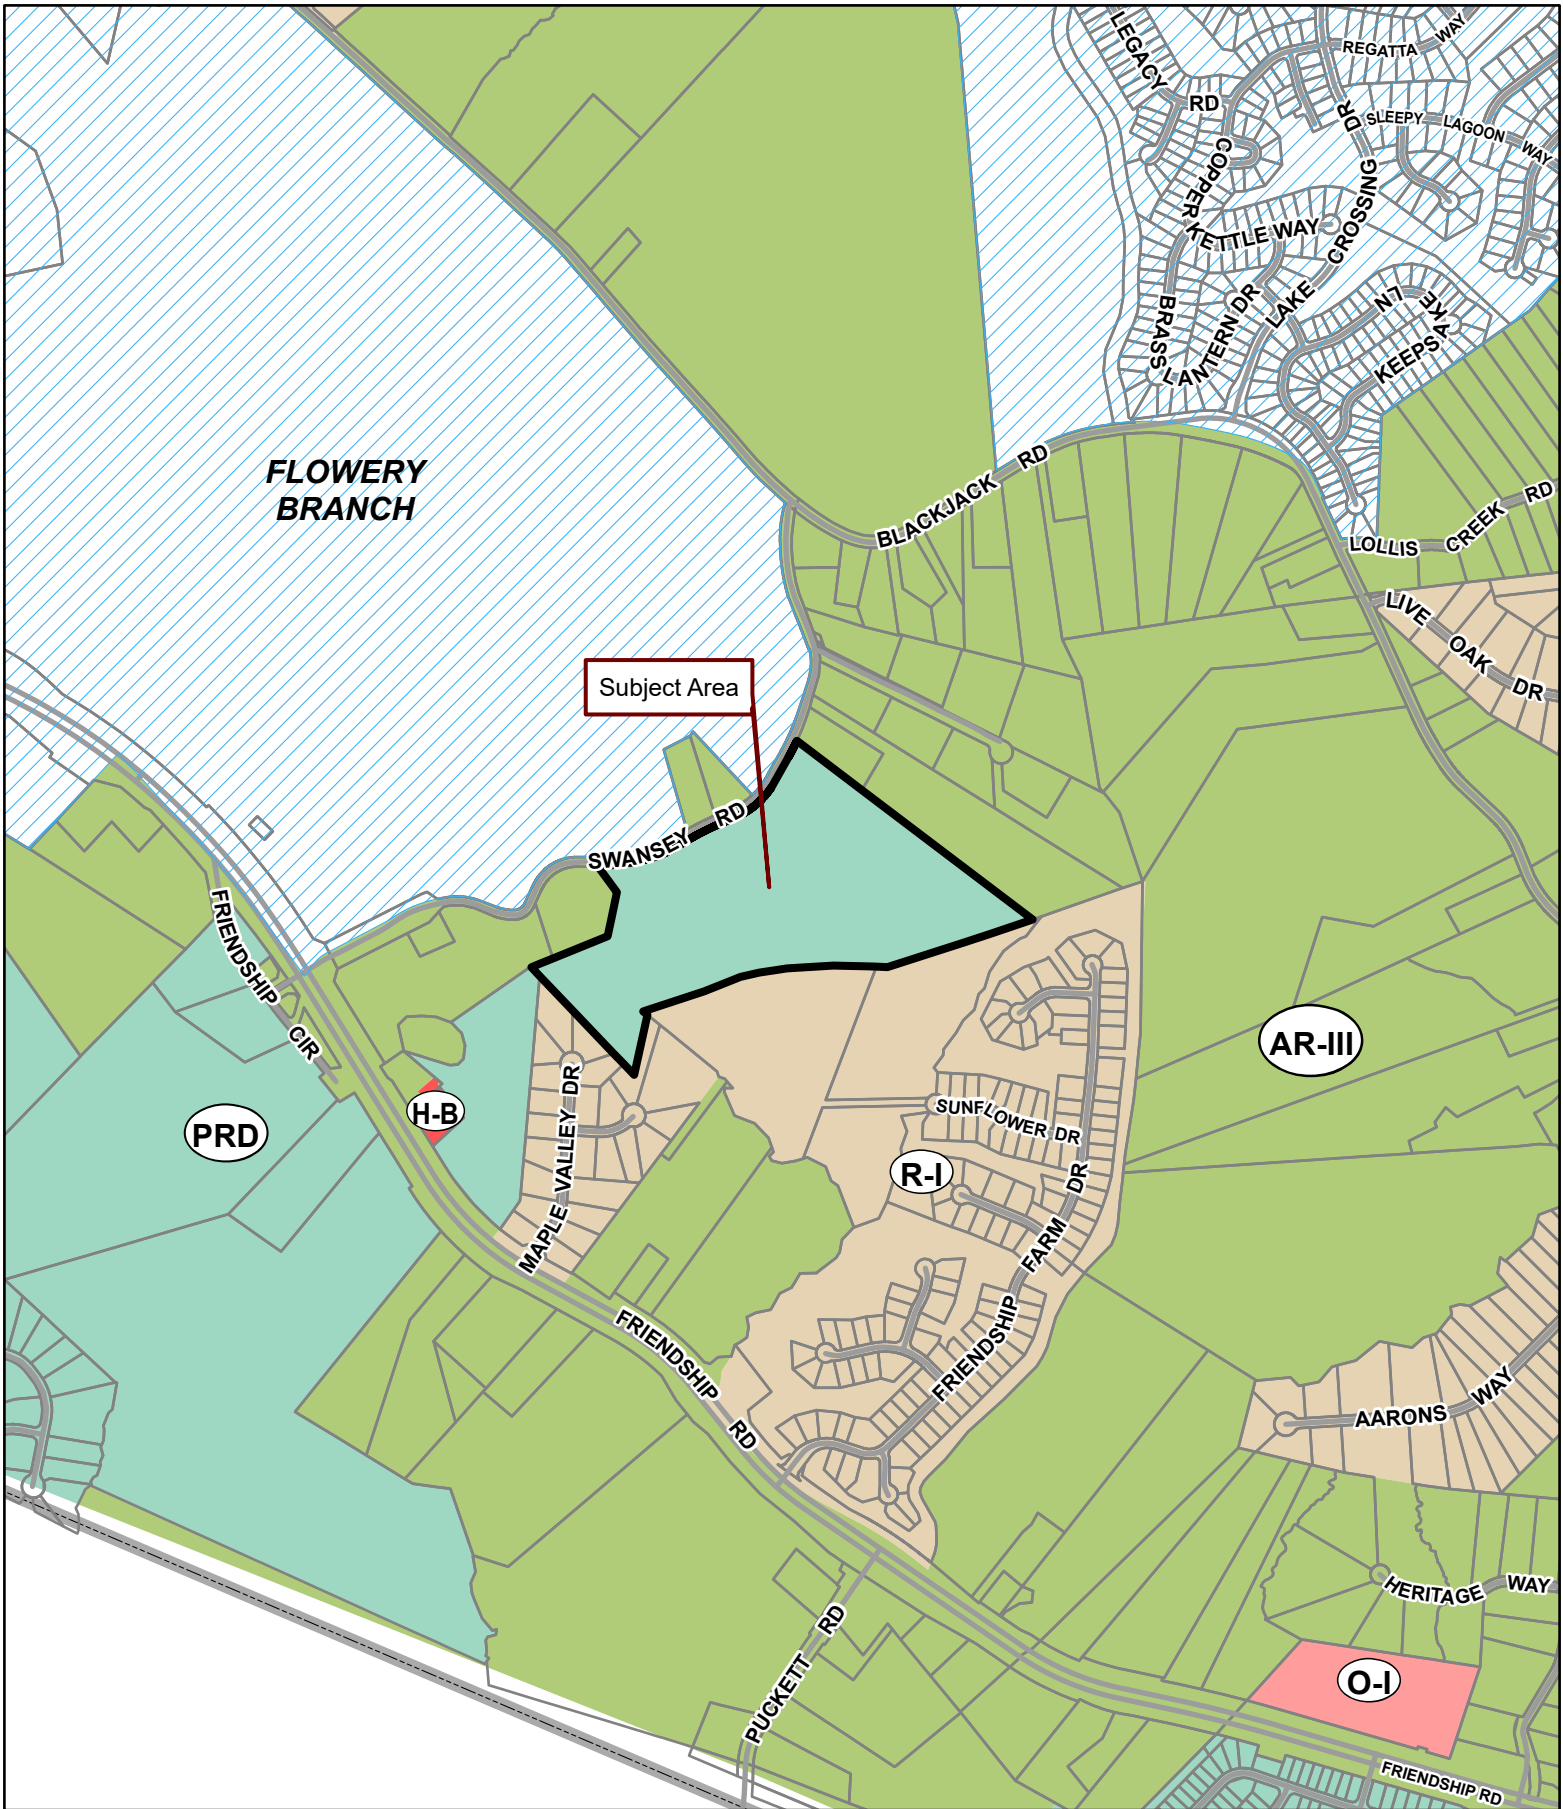 LEGACY
RD
REGATTA
WAY
DR
SLEEPY
LAGOON
WAY
COPPER
KETTLE WAY
CROSSING
LAKE
BRASS
LANTERN DR
LN
KEEPSAKE
FLOWERY
BRANCH
BLACKJACK
RD
LOLLIS
CREEK
RD
LIVE
OAK
DR
Subject Area
SWANSEY
RD
FRIENDSHIP
CIR
AR-III
H-B
PRD
MAPLE
VALLEY
DR
SUNFLOWER DR
R-I
DR
FARM
FRIENDSHIP
FRIENDSHIP
RD
AARONS
WAY
HERITAGE
WAY
PUCKETT
RD
O-I
FRIENDSHIP RD